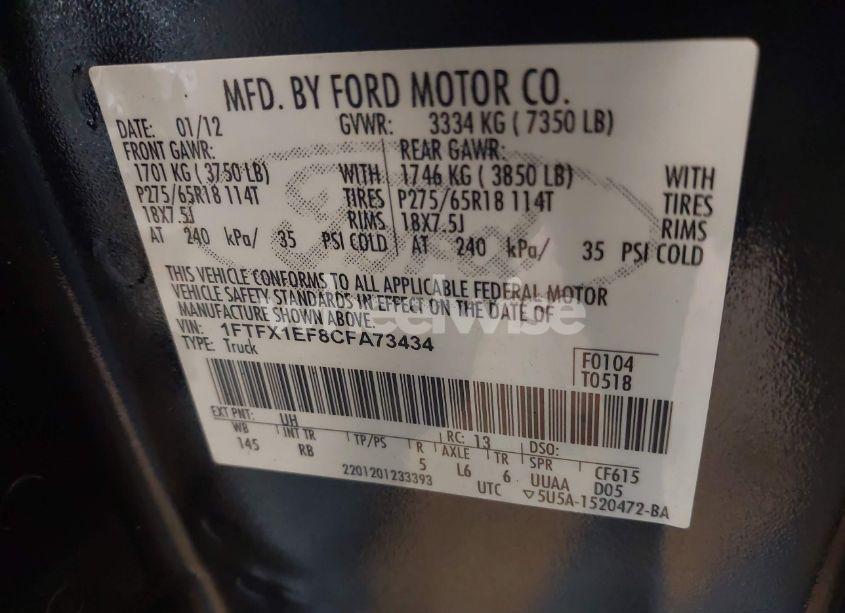 MFD. BY FORD MOTOR CO.
DATE: 01/12 GVWR: 3334 KG ( 7350 LB)
FRONT GAWR: REAR GAWR:
1701 KG ( 3750 LB) WITH 1746 KG ( 3850 LB) WITH
P275/65R18 114T TIRES P275/65R18 114T TIRES
18X7.5J RIMS 18X7.5J RIMS
AT 240 kPa/ 35 PSI COLD AT 240 kPa/ 35 PSI COLD
THIS VEHICLE CONFORMS TO ALL APPLICABLE FEDERAL MOTOR
VEHICLE SAFETY STANDARDS IN EFFECT ON THE DATE OF
MANUFACTURE SHOWN ABOVE.
VIN: 1FTFX1EF8CFA73434
TYPE: Truck
F0104
T0518
EXT PNT: UH RC: 13 DSO:
WB INT TR TP/PS R AXLE TR SPR CF615
145 RB 5 L6 6 UUAA D05
2201201233393 UTC ▽5U5A-1520472-BA